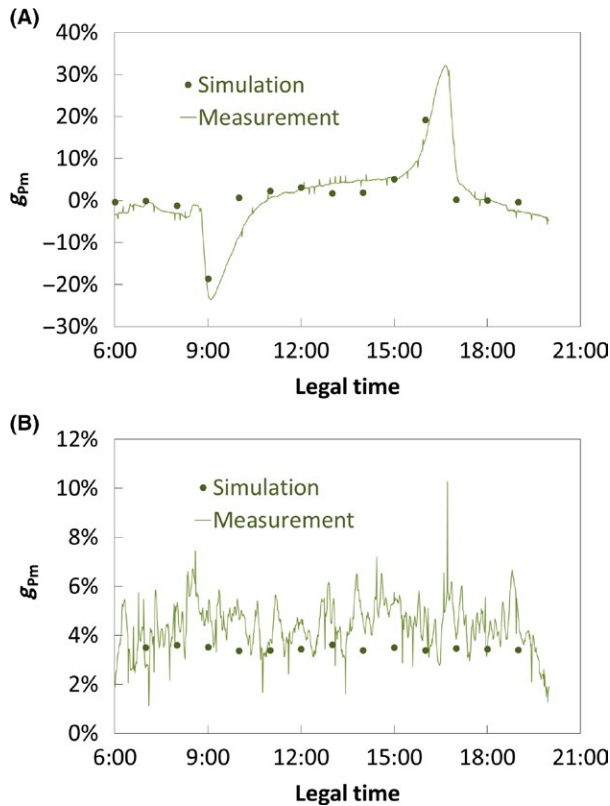 (A)
40%
30%
20%
10%
0%
−10%
−20%
−30%
gPm
Simulation
Measurement
6:00 9:00 12:00 15:00 18:00 21:00
Legal time
(B)
12%
10%
8%
6%
4%
2%
0%
gPm
Simulation
Measurement
6:00 9:00 12:00 15:00 18:00 21:00
Legal time